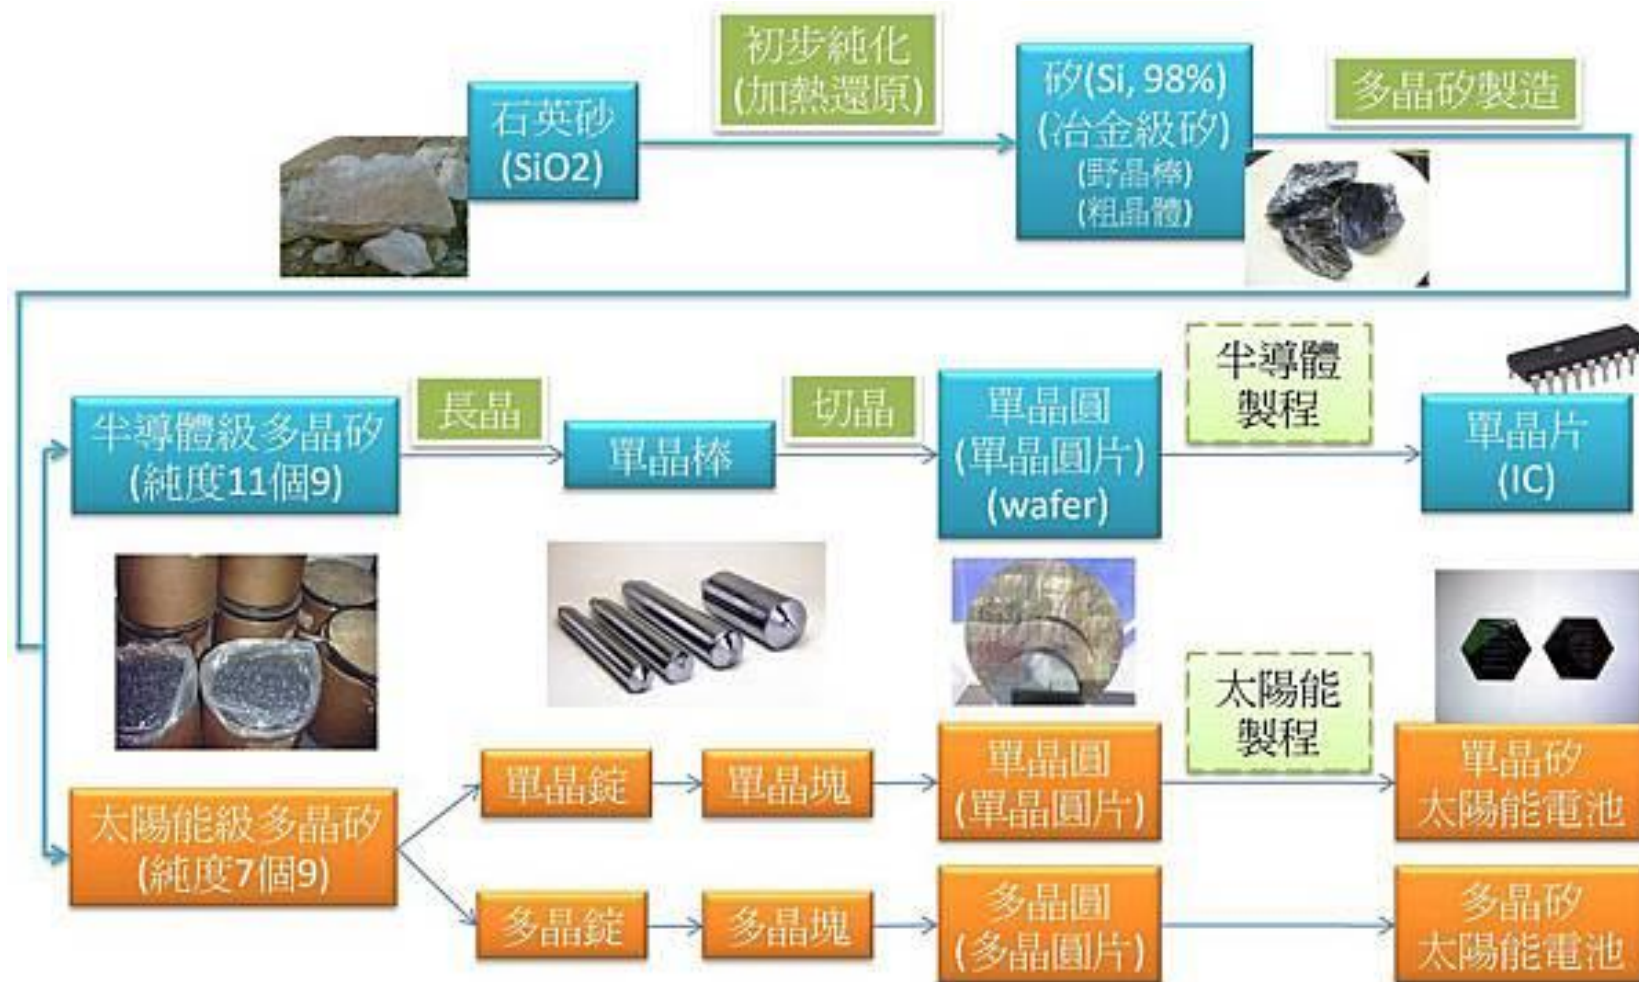 石英砂
(SiO2)
初步純化
(加熱還原)
矽(Si, 98%)
(冶金級矽)
(野晶棒)
(粗晶體)
多晶矽製造
半導體級多晶矽
(純度11個9)
長晶
單晶棒
切晶
單晶圓
(單晶圓片)
(wafer)
半導體
製程
單晶片
(IC)
太陽能級多晶矽
(純度7個9)
單晶錠
單晶塊
單晶圓
(單晶圓片)
太陽能
製程
單晶矽
太陽能電池
多晶錠
多晶塊
多晶圓
(多晶圓片)
多晶矽
太陽能電池